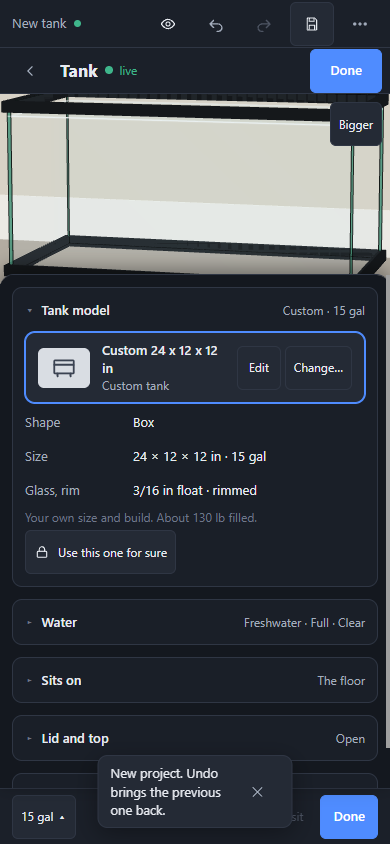 New tank
Tank
live
Done
Bigger
Tank model
Custom · 15 gal
Custom 24 x 12 x 12
in
Custom tank
Edit
Change...
Shape
Box
Size
24 × 12 × 12 in · 15 gal
Glass, rim
3/16 in float · rimmed
Your own size and build. About 130 lb filled.
Use this one for sure
Water
Freshwater · Full · Clear
Sits on
The floor
Lid and top
Open
New project. Undo
brings the previous
one back.
15 gal
Done